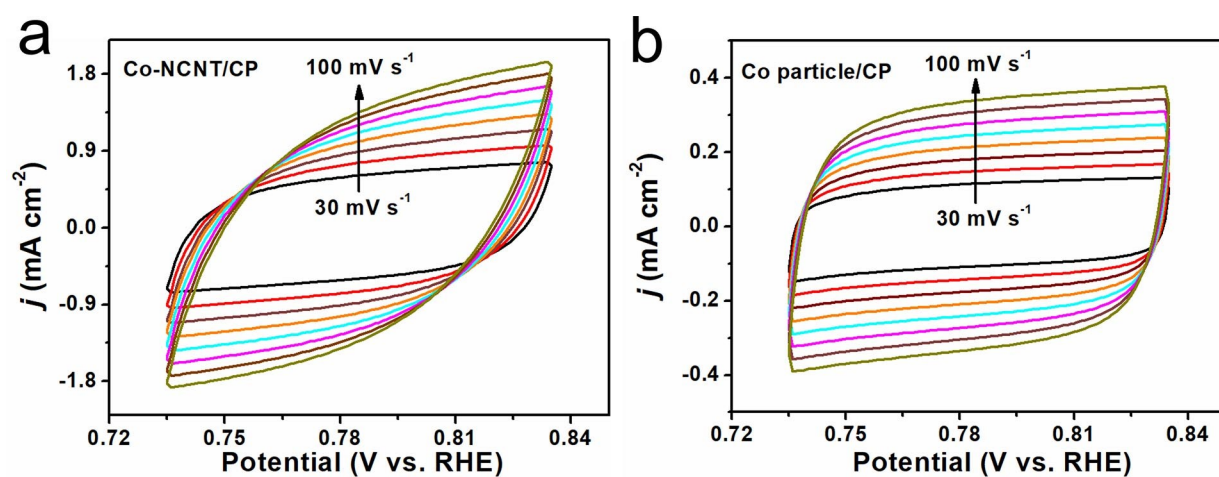 a
Co-NCNT/CP
100 mV s⁻¹
30 mV s⁻¹
1.8
0.9
0.0
-0.9
-1.8
j (mA cm⁻²)
0.72 0.75 0.78 0.81 0.84
Potential (V vs. RHE)
b
Co particle/CP
100 mV s⁻¹
30 mV s⁻¹
0.4
0.2
0.0
-0.2
-0.4
j (mA cm⁻²)
0.72 0.75 0.78 0.81 0.84
Potential (V vs. RHE)